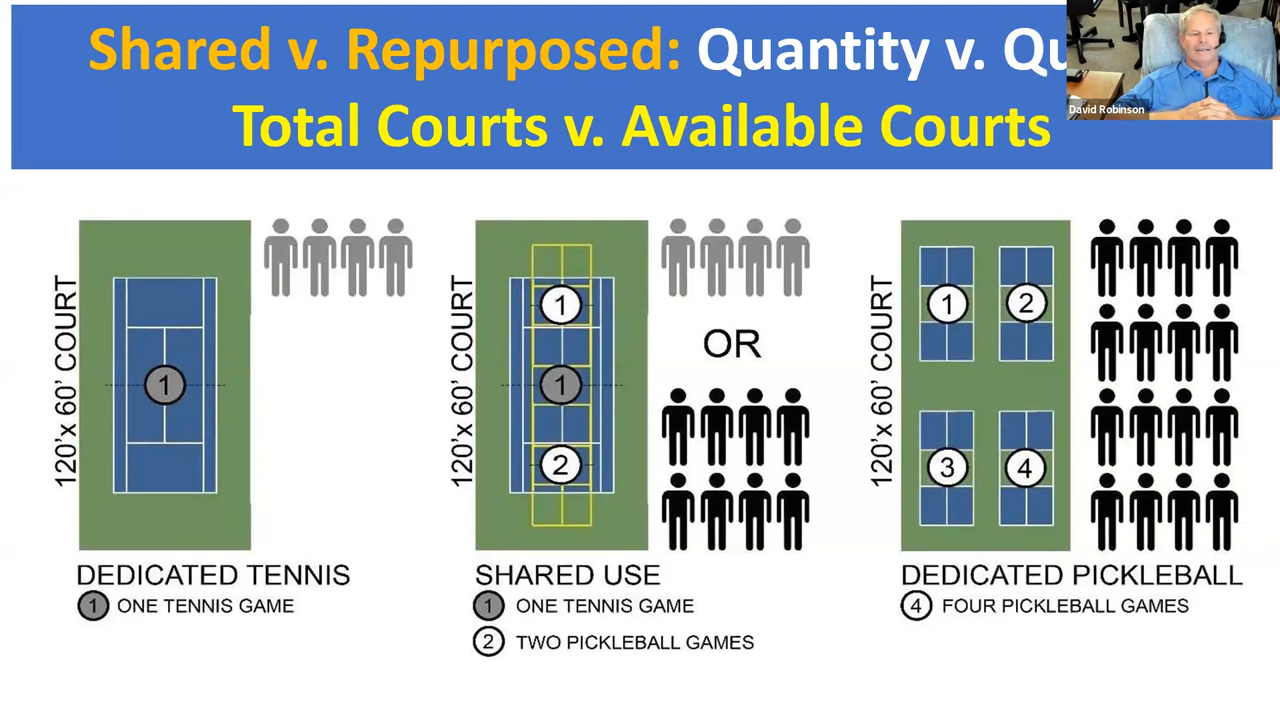 Shared v. Repurposed: Quantity v.
Total Courts v. Available Courts
David Robinson
120'x 60' COURT
1
DEDICATED TENNIS
1 ONE TENNIS GAME
120'x 60' COURT
1
1
2
OR
SHARED USE
1 ONE TENNIS GAME
2 TWO PICKLEBALL GAMES
120'x 60' COURT
1 2
3 4
DEDICATED PICKLEBALL
4 FOUR PICKLEBALL GAMES